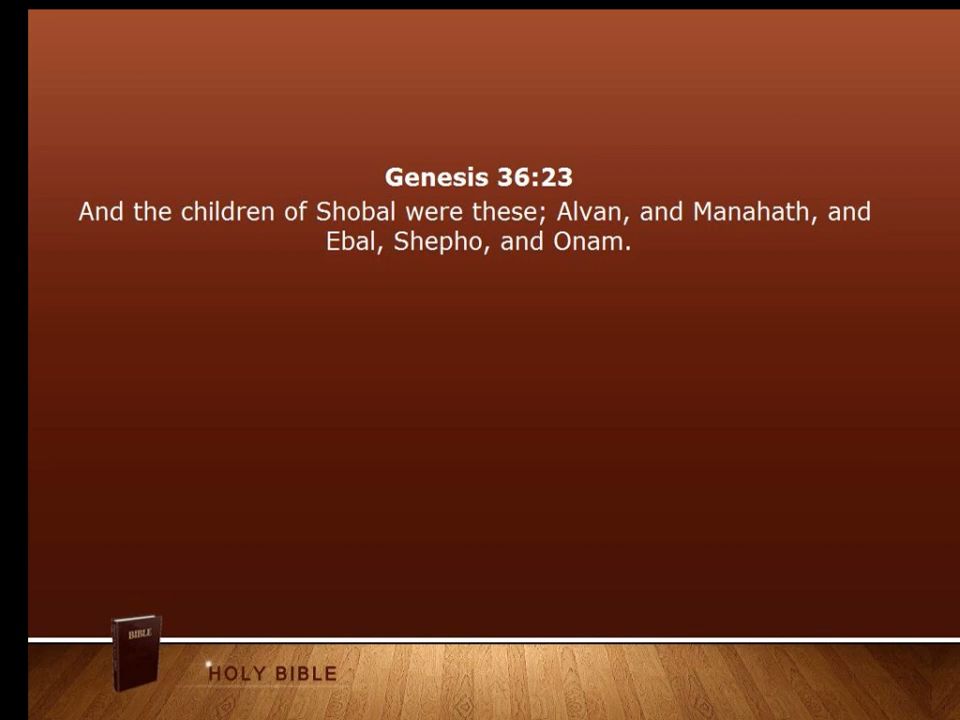 Genesis 36:23
And the children of Shobal were these; Alvan, and Manahath, and
Ebal, Shepho, and Onam.
BIBLE
HOLY BIBLE